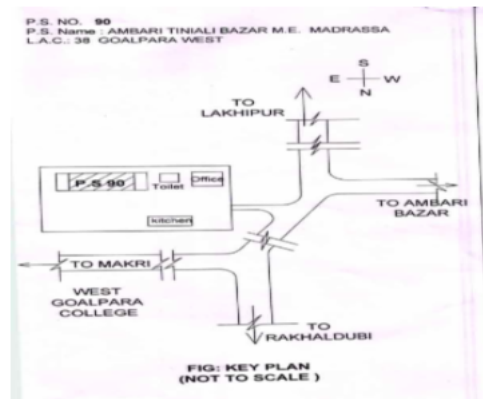 P.S. NO. 90
P.S. Name : AMBARI TINIALI BAZAR M.E. MADRASSA
L.A.C.: 38 GOALPARA WEST
S
E W
N
TO
LAKHIPUR
P.S 90
Toilet
Office
kitchen
TO AMBARI
BAZAR
TO MAKRI
WEST
GOALPARA
COLLEGE
TO
RAKHALDUBI
FIG: KEY PLAN
(NOT TO SCALE )